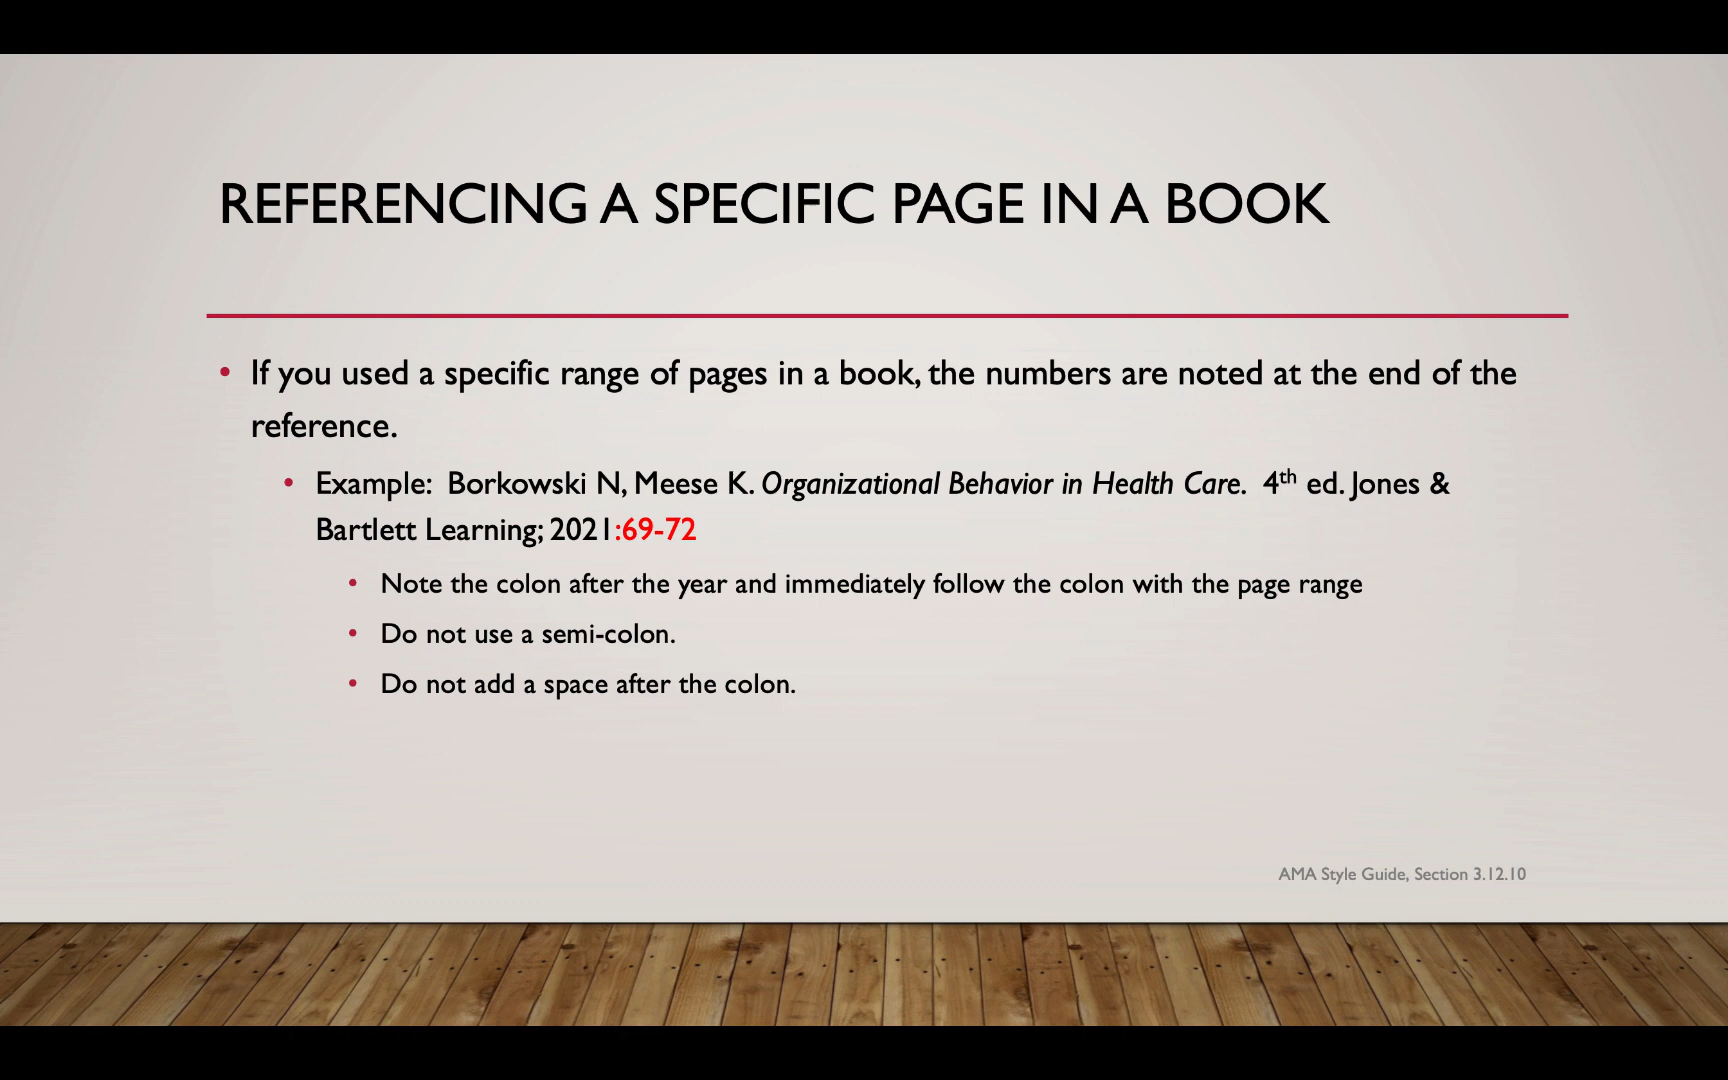 REFERENCING A SPECIFIC PAGE IN A BOOK
• If you used a specific range of pages in a book, the numbers are noted at the end of the
reference.
• Example:  Borkowski N, Meese K. Organizational Behavior in Health Care.  4th ed. Jones &
Bartlett Learning; 2021:69-72
• Note the colon after the year and immediately follow the colon with the page range
• Do not use a semi-colon.
• Do not add a space after the colon.
AMA Style Guide, Section 3.12.10